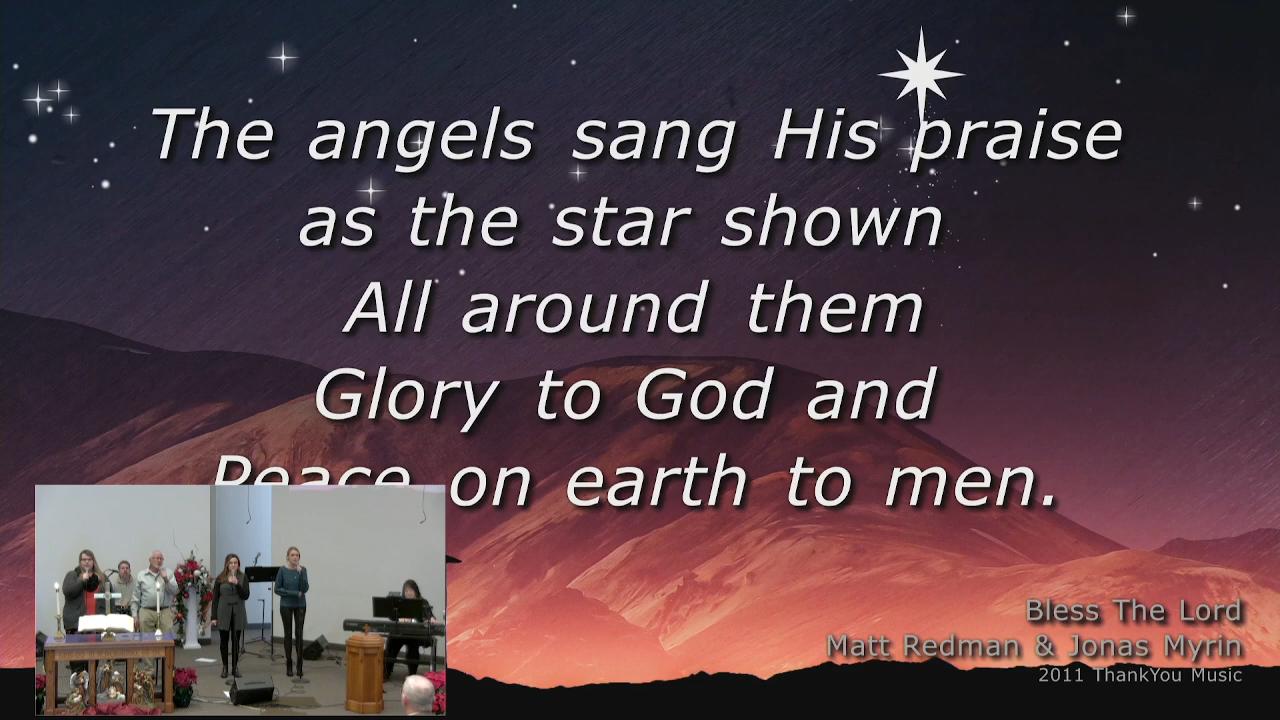 The angels sang His praise
as the star shown
All around them
Glory to God and
Peace on earth to men.
Bless The Lord
Matt Redman & Jonas Myrin
2011 ThankYou Music